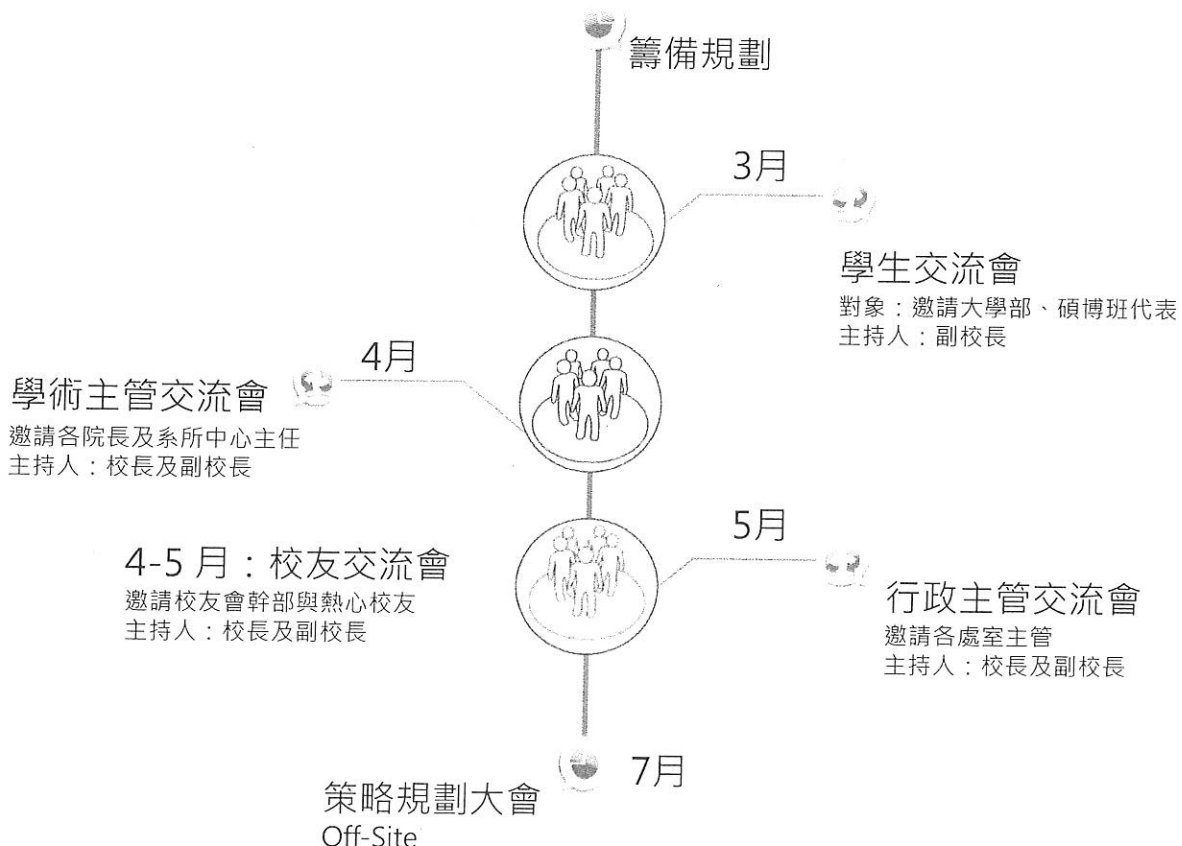 籌備規劃
3月
學生交流會
對象：邀請大學部、碩博班代表
主持人：副校長
4月
學術主管交流會
邀請各院長及系所中心主任
主持人：校長及副校長
4-5 月：校友交流會
邀請校友會幹部與熱心校友
主持人：校長及副校長
5月
行政主管交流會
邀請各處室主管
主持人：校長及副校長
7月
策略規劃大會
Off-Site